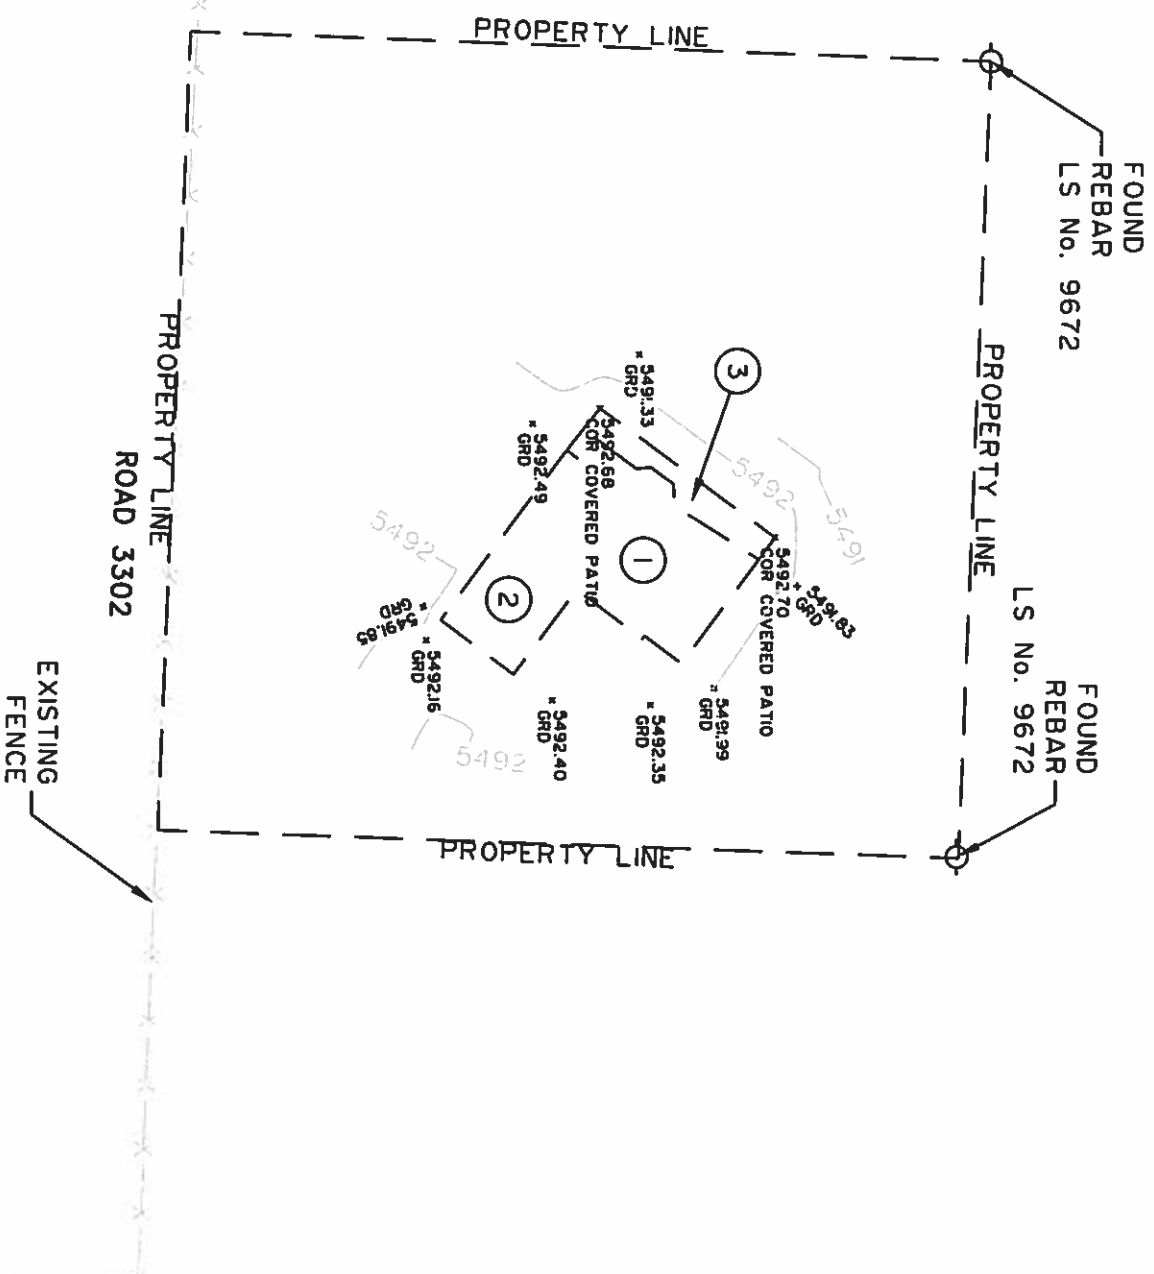 FOUND
REBAR
LS No. 9672
FOUND
REBAR
LS No. 9672
PROPERTY LINE
PROPERTY LINE
PROPERTY LINE
PROPERTY LINE
ROAD 3302
EXISTING
FENCE
5491
5492
5491.83
GRD
5492.70
COR COVERED PATIO
3
5491.33
GRD
5492.68
COR COVERED PATIO
1
5491.99
GRD
5492.35
GRD
5492.49
GRD
2
5492.40
GRD
5492
5491.85
GRD
5492.16
GRD
5492